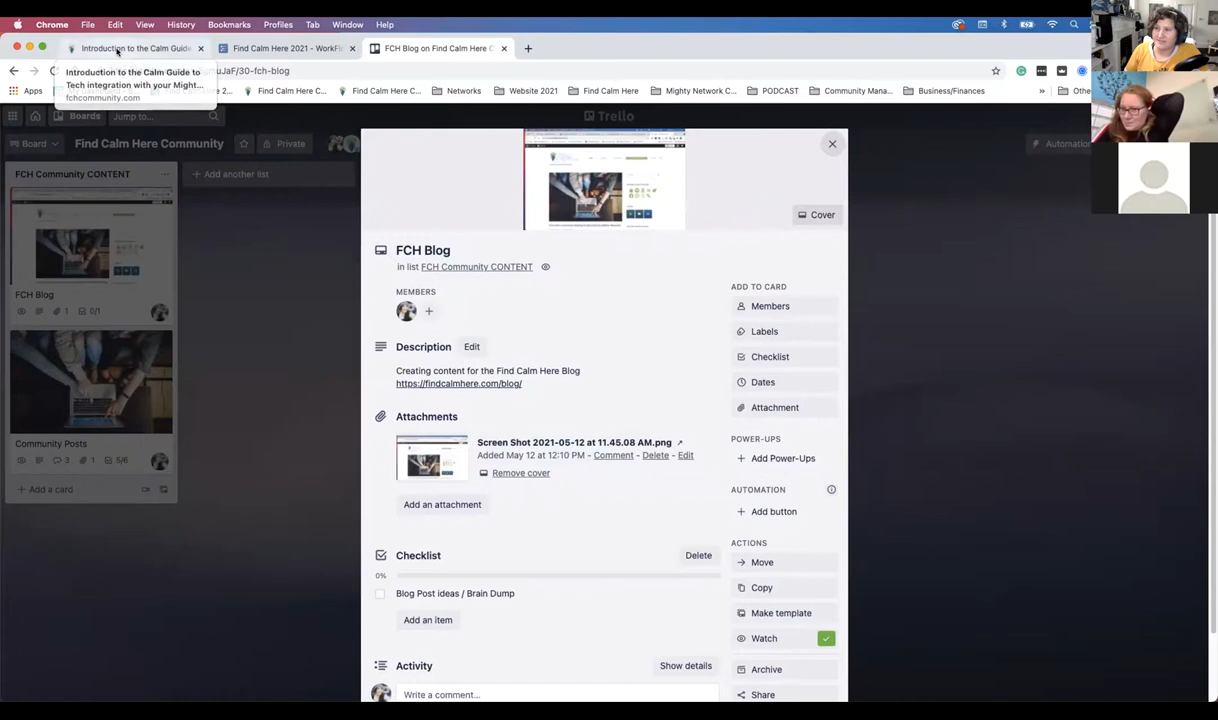 Chrome File Edit View History Bookmarks Profiles Tab Window Help
Introduction to the Calm Guide
Find Calm Here 2021 - WorkFl
FCH Blog on Find Calm Here C
30-fch-blog
Introduction to the Calm Guide to
Tech integration with your Might...
fchcommunity.com
Apps
Find Calm Here C...
Find Calm Here C...
Find Calm Here 2...
Find Calm Here
Networks
Website 2021
Mighty Network C...
PODCAST
Community Mana...
Business/Finances
»
Boards
Jump to...
Trello
Board
Find Calm Here Community
Private
Automation
FCH Community CONTENT
...
+ Add another list
FCH Blog
1
0/1
Community Posts
3
1
5/6
+ Add a card
Cover
FCH Blog
in list FCH Community CONTENT
MEMBERS
Description
Edit
Creating content for the Find Calm Here Blog
https://findcalmhere.com/blog/
Attachments
Screen Shot 2021-05-12 at 11.45.08 AM.png ↗
Added May 12 at 12:10 PM - Comment - Delete - Edit
Remove cover
Add an attachment
Checklist
Delete
0%
Blog Post ideas / Brain Dump
Add an item
Activity
Show details
Write a comment...
ADD TO CARD
Members
Labels
Checklist
Dates
Attachment
POWER-UPS
+ Add Power-Ups
AUTOMATION
+ Add button
ACTIONS
Move
Copy
Make template
Watch
Archive
Share